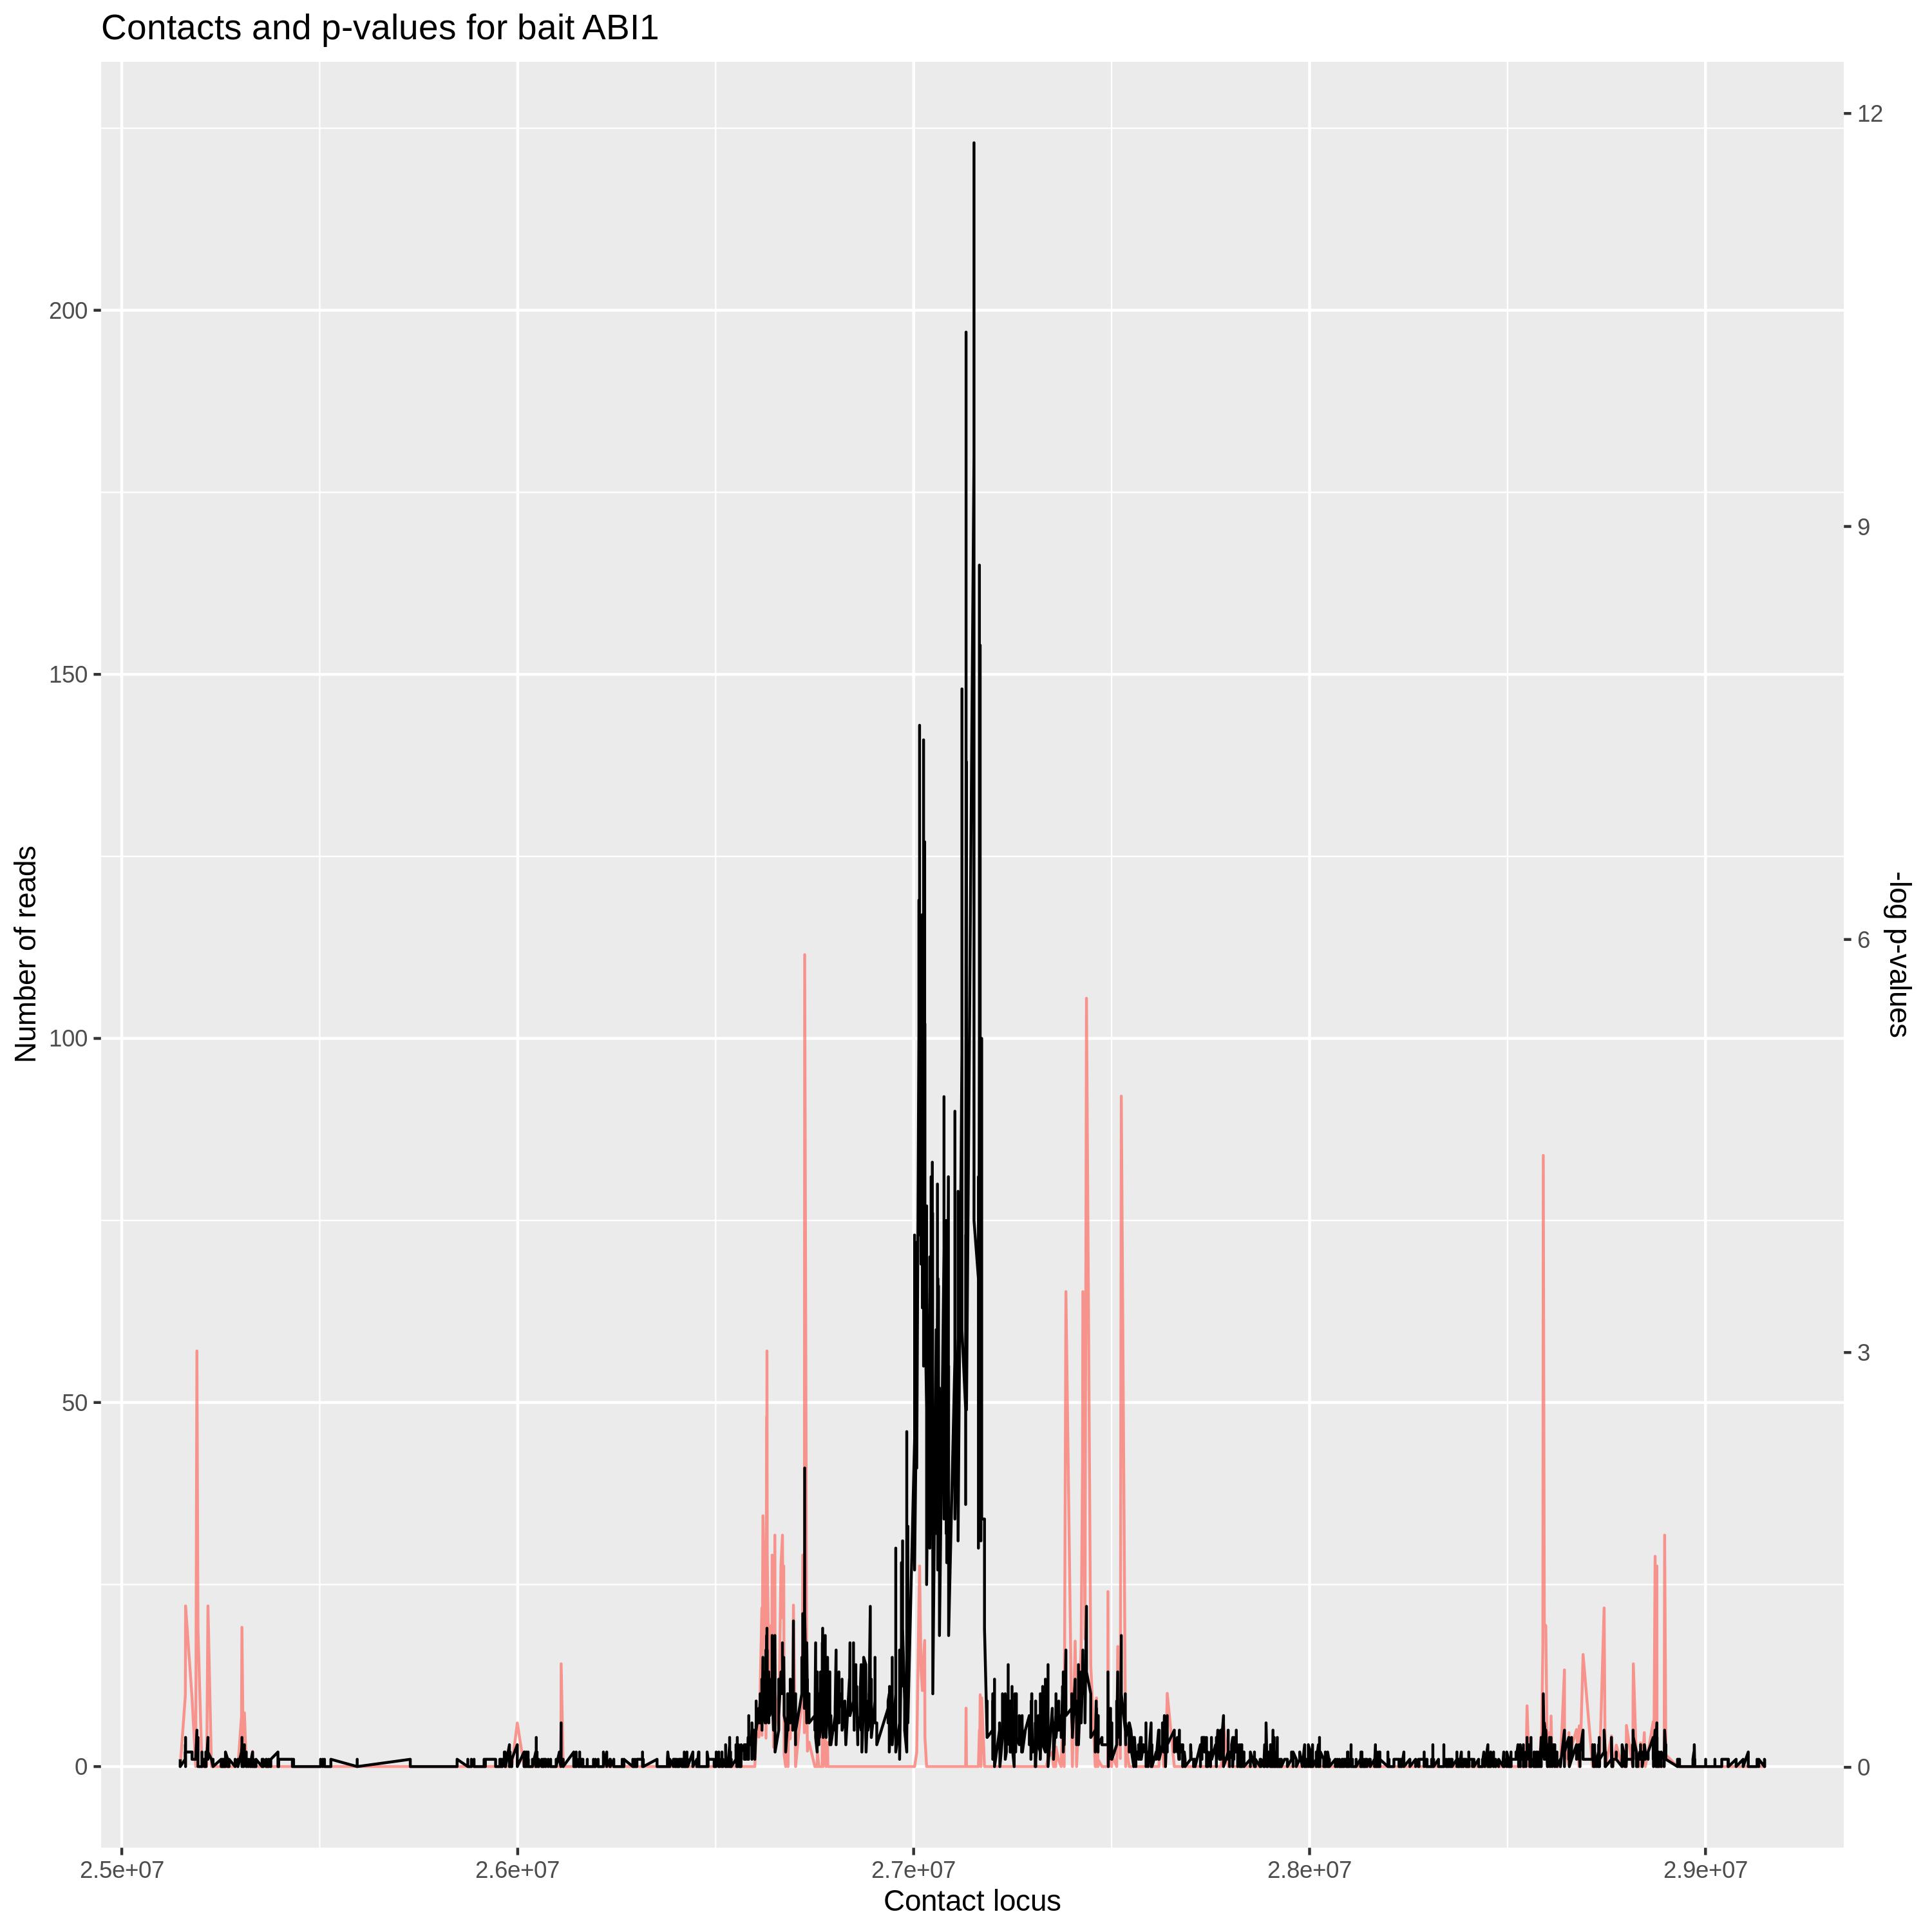 Contacts and p-values for bait ABI1
Number of reads
200
150
100
50
0
12
9
6
3
0
-log p-values
2.5e+07
2.6e+07
2.7e+07
2.8e+07
2.9e+07
Contact locus